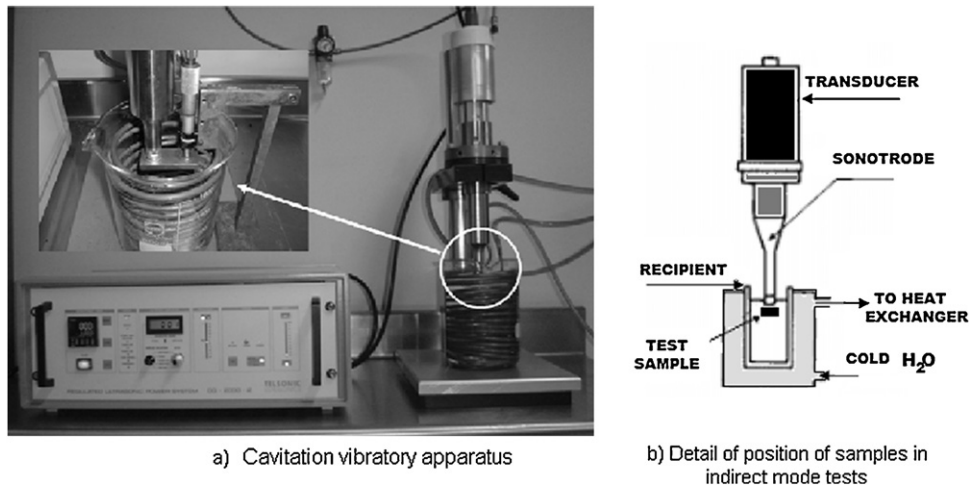 TRANSDUCER
SONOTRODE
RECIPIENT
TO HEAT
EXCHANGER
TEST
SAMPLE
COLD H₂O
TELSONIC
a) Cavitation vibratory apparatus
b) Detail of position of samples in
indirect mode tests